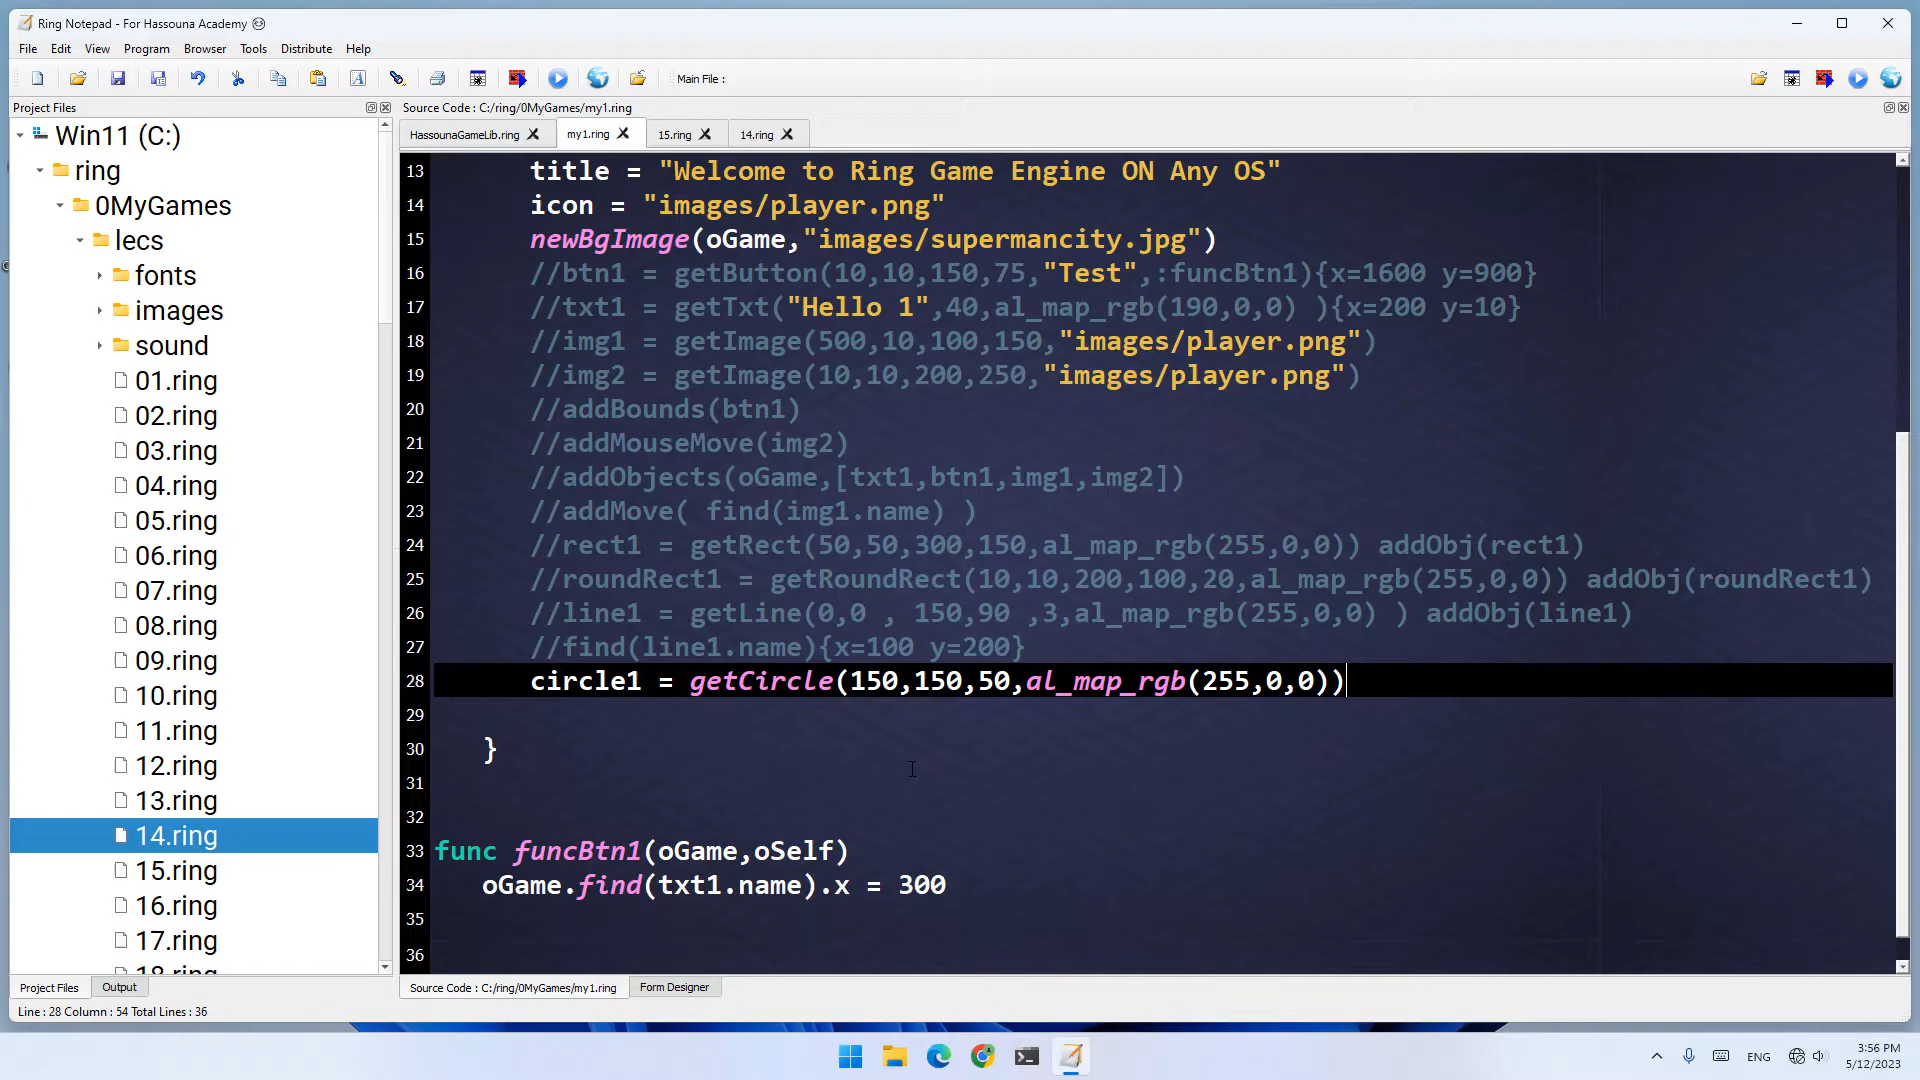 Ring Notepad - For Hassouna Academy
File Edit View Program Browser Tools Distribute Help
Main File :
Project Files
Source Code : C:/ring/0MyGames/my1.ring
HassounaGameLib.ring my1.ring 15.ring 14.ring
Win11 (C:)
ring
0MyGames
lecs
fonts
images
sound
01.ring
02.ring
03.ring
04.ring
05.ring
06.ring
07.ring
08.ring
09.ring
10.ring
11.ring
12.ring
13.ring
14.ring
15.ring
16.ring
17.ring
18.ring
13 title = "Welcome to Ring Game Engine ON Any OS"
14 icon = "images/player.png"
15 newBgImage(oGame,"images/supermancity.jpg")
16 //btn1 = getButton(10,10,150,75,"Test",:funcBtn1){x=1600 y=900}
17 //txt1 = getTxt("Hello 1",40,al_map_rgb(190,0,0) ){x=200 y=10}
18 //img1 = getImage(500,10,100,150,"images/player.png")
19 //img2 = getImage(10,10,200,250,"images/player.png")
20 //addBounds(btn1)
21 //addMouseMove(img2)
22 //addObjects(oGame,[txt1,btn1,img1,img2])
23 //addMove( find(img1.name) )
24 //rect1 = getRect(50,50,300,150,al_map_rgb(255,0,0)) addObj(rect1)
25 //roundRect1 = getRoundRect(10,10,200,100,20,al_map_rgb(255,0,0)) addObj(roundRect1)
26 //line1 = getLine(0,0 , 150,90 ,3,al_map_rgb(255,0,0) ) addObj(line1)
27 //find(line1.name){x=100 y=200}
28 circle1 = getCircle(150,150,50,al_map_rgb(255,0,0))
29
30 }
31
32
33 func funcBtn1(oGame,oSelf)
34 oGame.find(txt1.name).x = 300
35
36
Project Files Output
Source Code : C:/ring/0MyGames/my1.ring Form Designer
Line : 28 Column : 54 Total Lines : 36
ENG
3:56 PM
5/12/2023